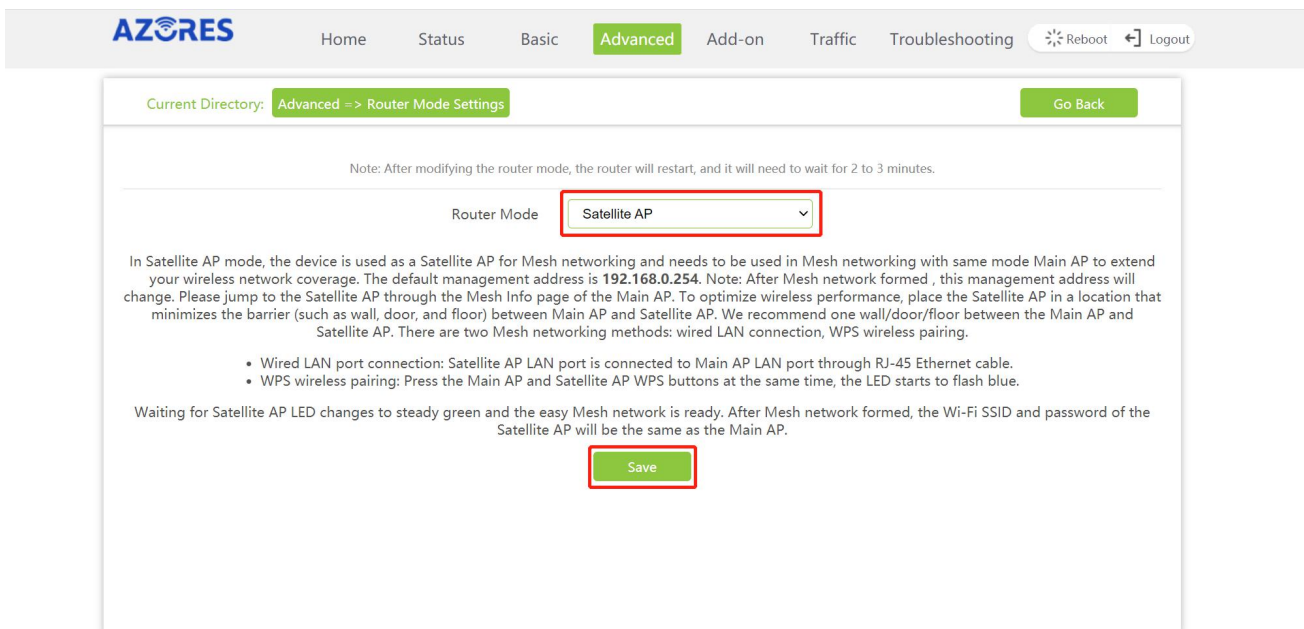 AZORES
Home Status Basic Advanced Add-on Traffic Troubleshooting Reboot Logout
Current Directory: Advanced => Router Mode Settings Go Back
Note: After modifying the router mode, the router will restart, and it will need to wait for 2 to 3 minutes.
Router Mode Satellite AP
In Satellite AP mode, the device is used as a Satellite AP for Mesh networking and needs to be used in Mesh networking with same mode Main AP to extend
your wireless network coverage. The default management address is 192.168.0.254. Note: After Mesh network formed , this management address will
change. Please jump to the Satellite AP through the Mesh Info page of the Main AP. To optimize wireless performance, place the Satellite AP in a location that
minimizes the barrier (such as wall, door, and floor) between Main AP and Satellite AP. We recommend one wall/door/floor between the Main AP and
Satellite AP. There are two Mesh networking methods: wired LAN connection, WPS wireless pairing.
• Wired LAN port connection: Satellite AP LAN port is connected to Main AP LAN port through RJ-45 Ethernet cable.
• WPS wireless pairing: Press the Main AP and Satellite AP WPS buttons at the same time, the LED starts to flash blue.
Waiting for Satellite AP LED changes to steady green and the easy Mesh network is ready. After Mesh network formed, the Wi-Fi SSID and password of the
Satellite AP will be the same as the Main AP.
Save